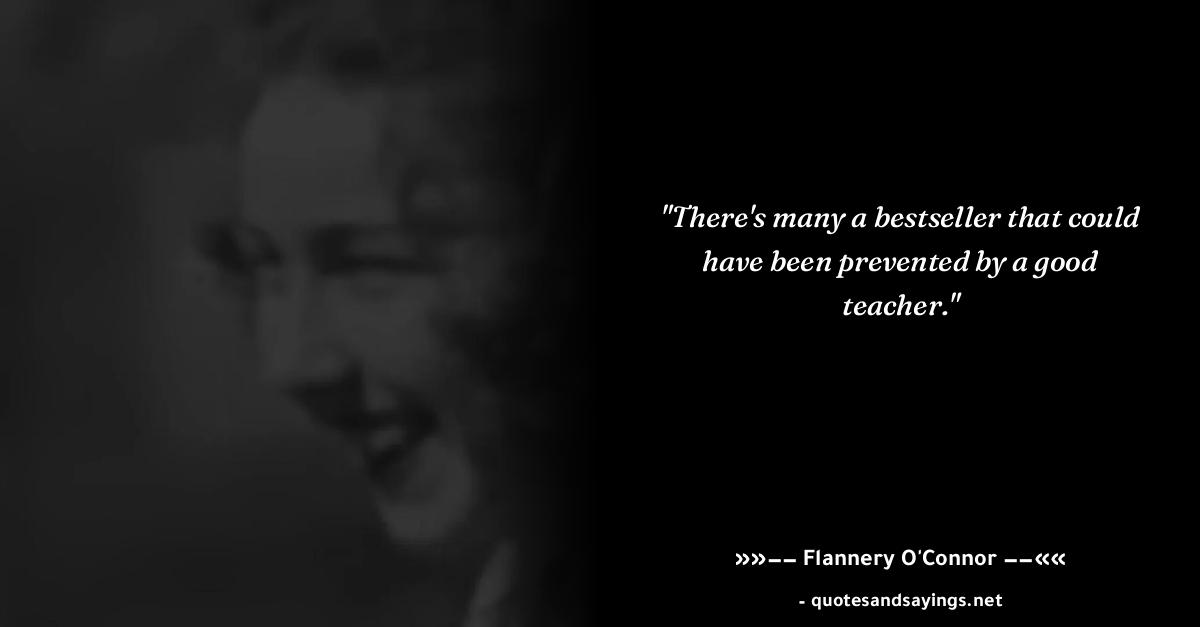 "There's many a bestseller that could
have been prevented by a good
teacher."
»»–– Flannery O'Connor ––««
- quotesandsayings.net